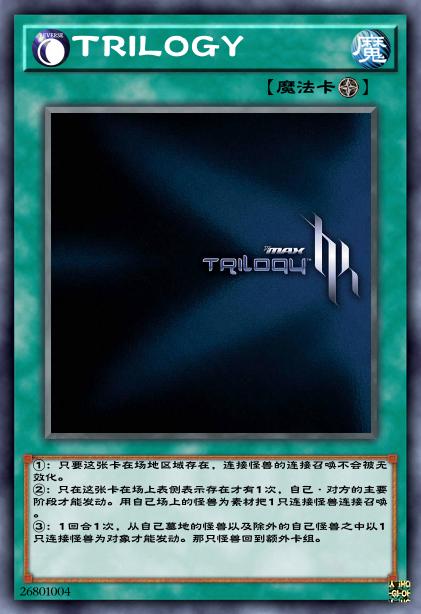 REVERSE
TRILOGY
魔
【魔法卡】
DJMAX
TRILOGY™
①：只要这张卡在场地区域存在，连接怪兽的连接召唤不会被无
效化。
②：只在这张卡在场上表侧表示存在才有1次，自己·对方的主要
阶段才能发动。用自己场上的怪兽为素材把1只连接怪兽连接召唤
。
③：1回合1次，从自己墓地的怪兽以及除外的自己怪兽之中以1
只连接怪兽为对象才能发动。那只怪兽回到额外卡组。
26801004